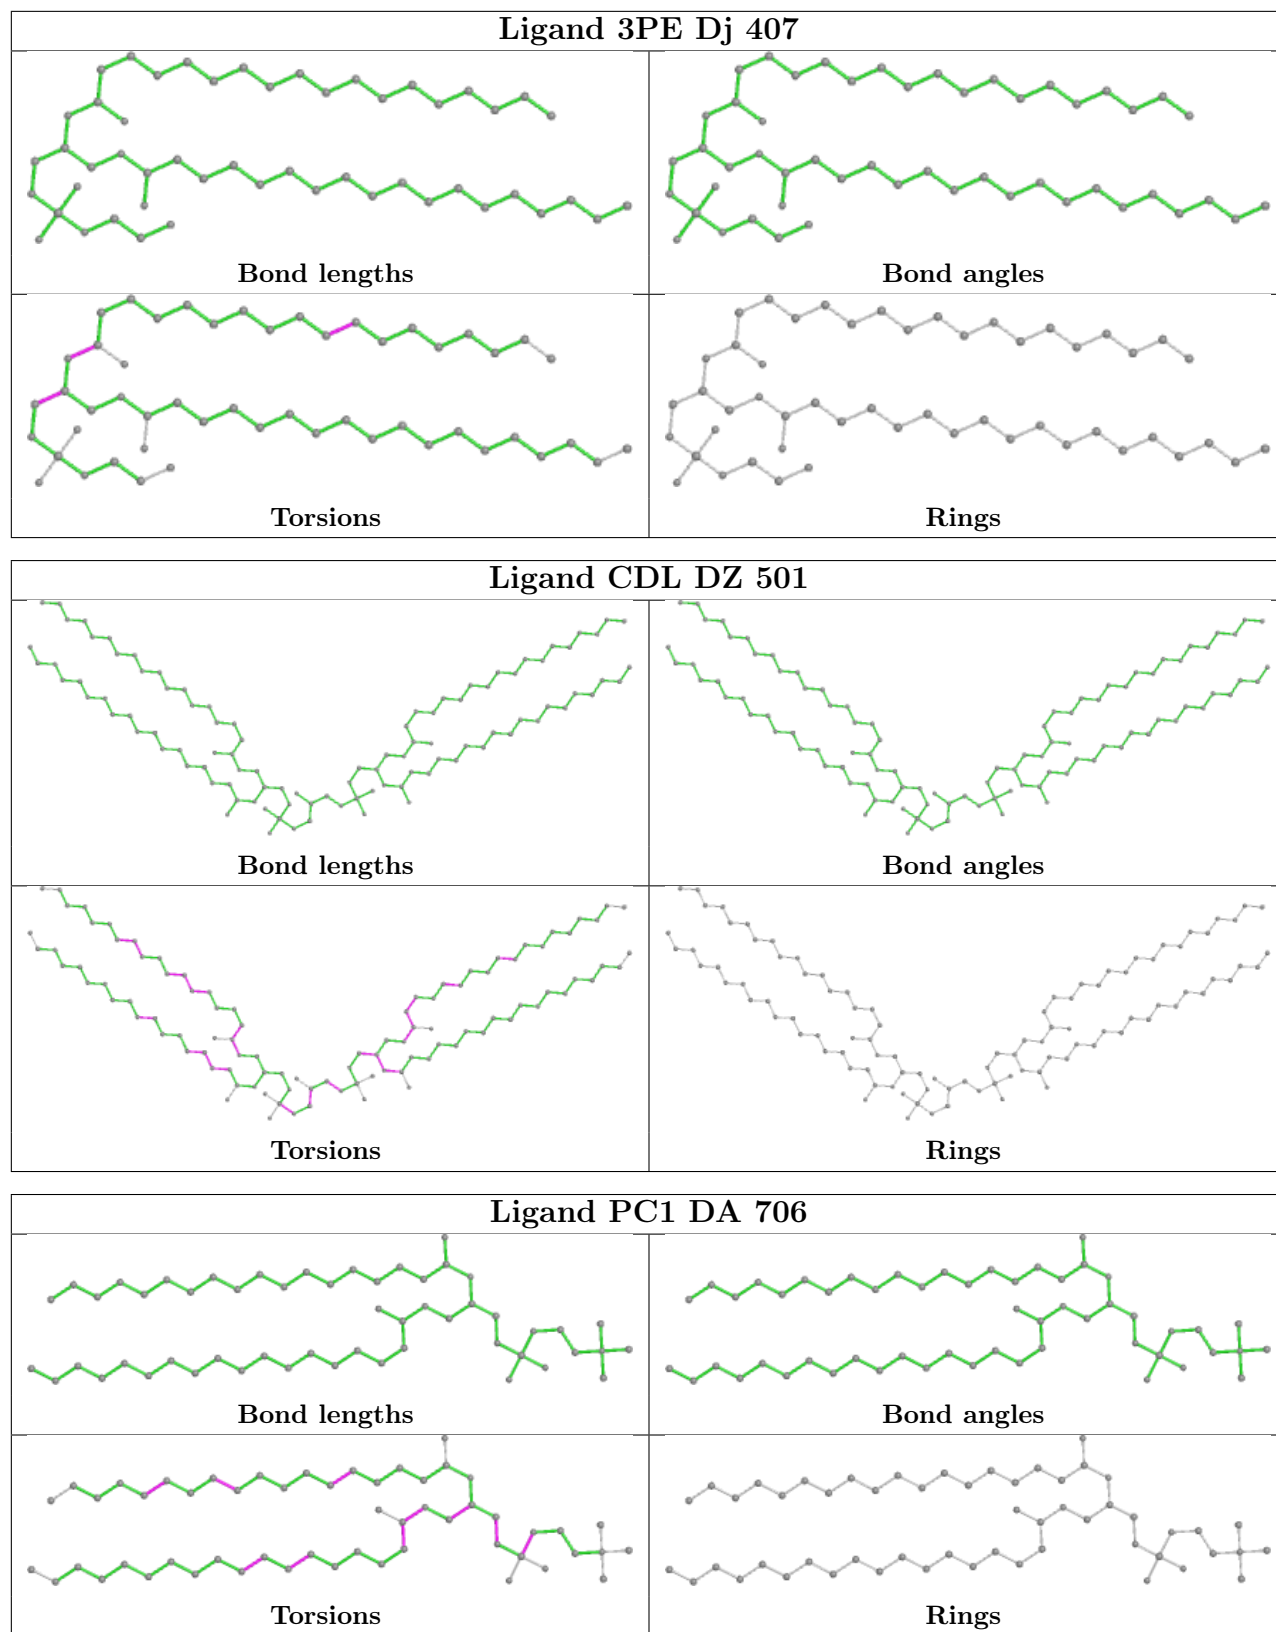 Ligand 3PE Dj 407
Bond lengths
Bond angles
Torsions
Rings
Ligand CDL DZ 501
Bond lengths
Bond angles
Torsions
Rings
Ligand PC1 DA 706
Bond lengths
Bond angles
Torsions
Rings